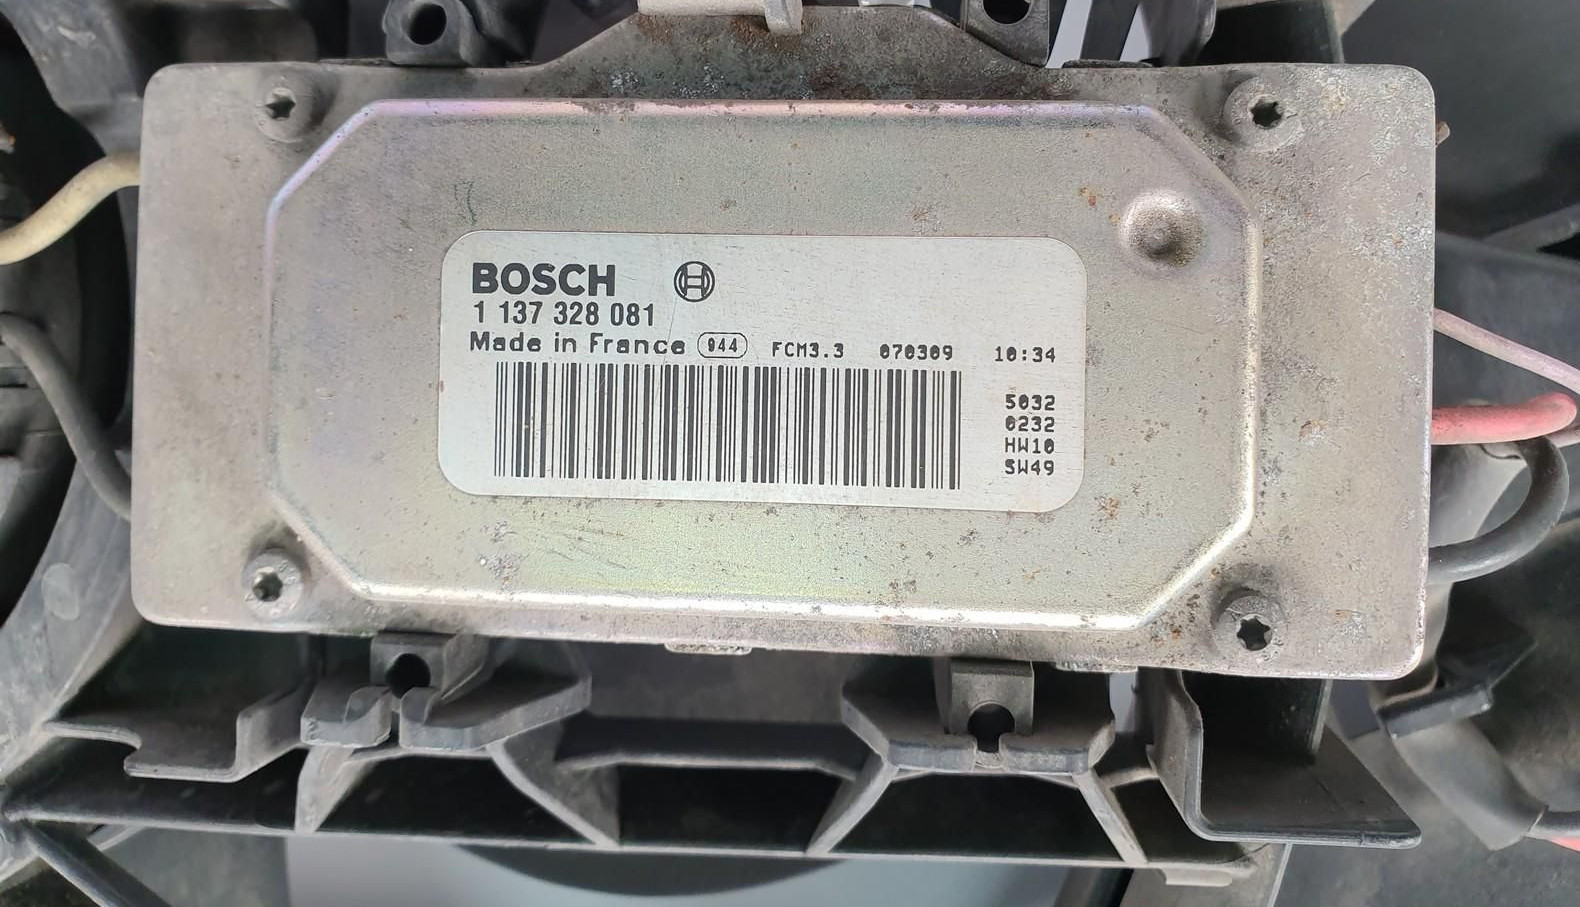 BOSCH
1 137 328 081
Made in France 944 FCM3.3 070309 10:34
5032
0232
HW10
SW49